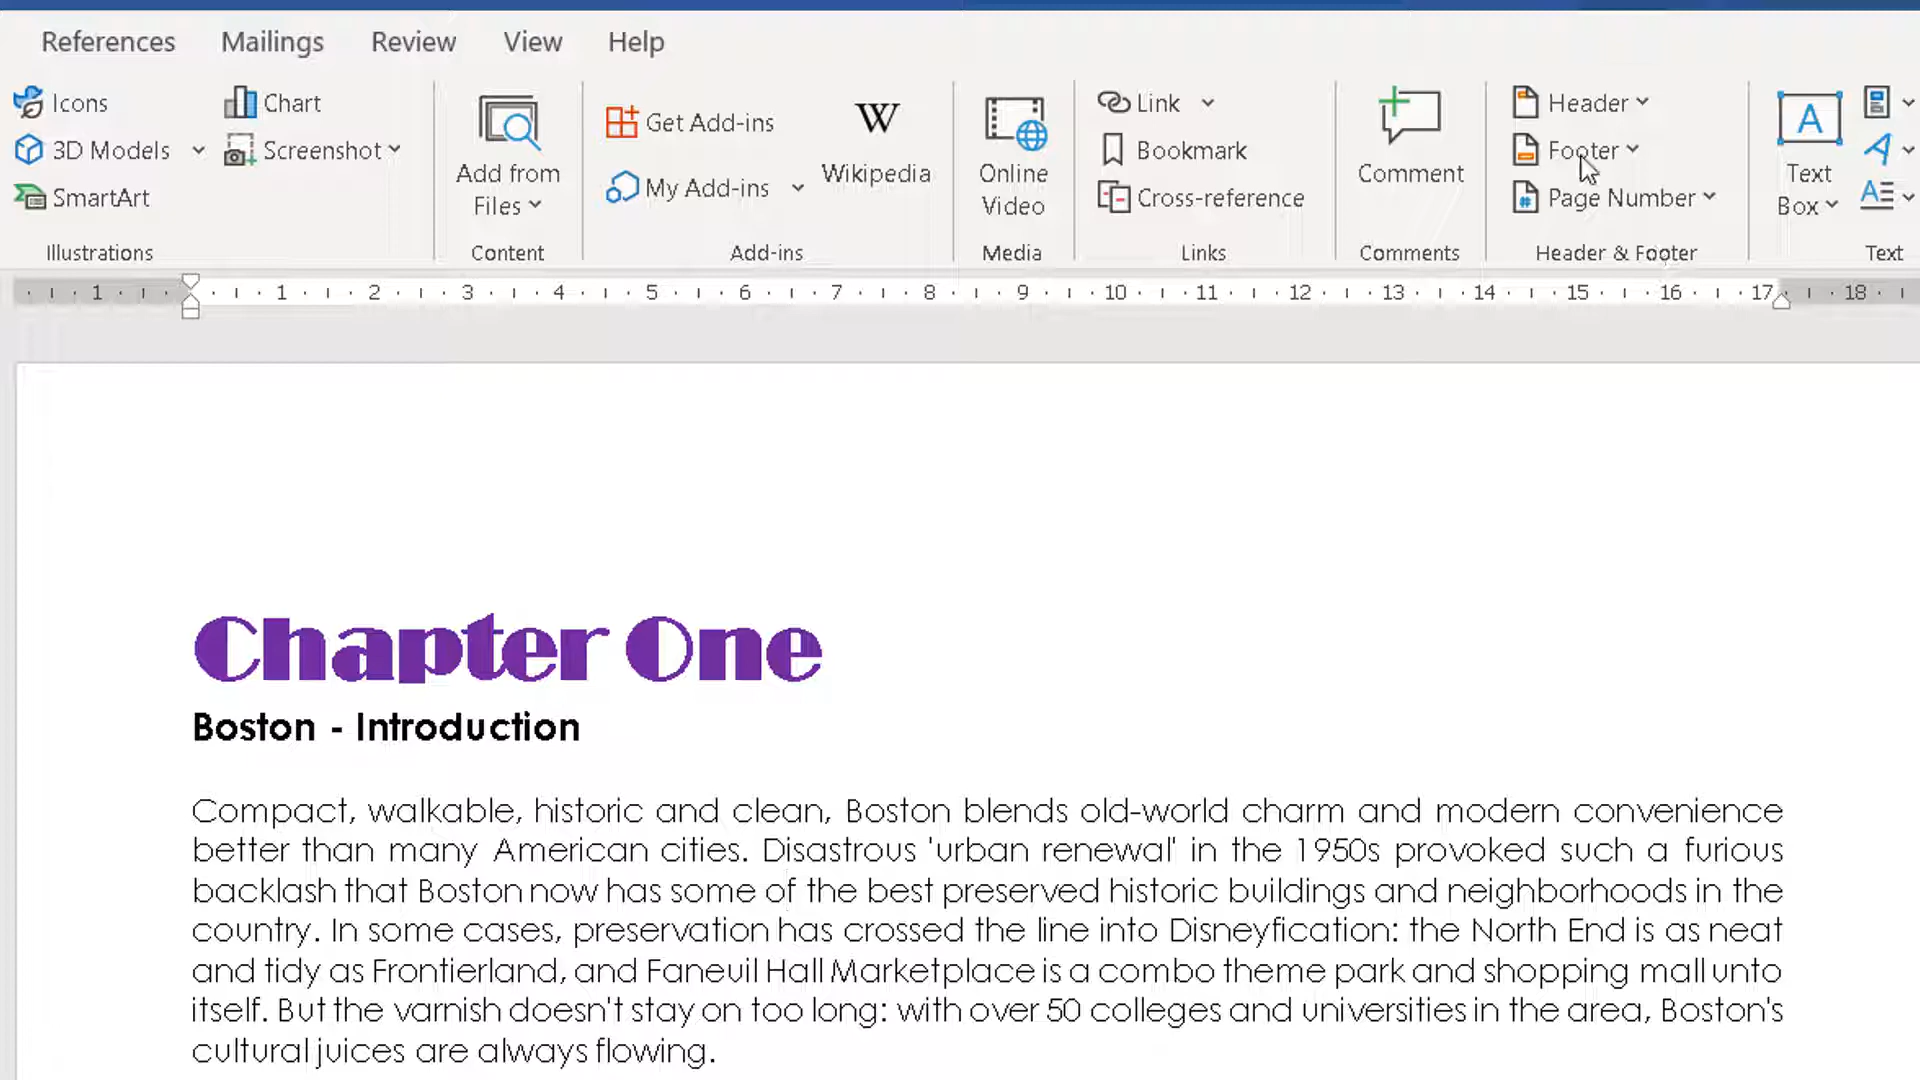 References Mailings Review View Help
Icons Chart
3D Models Screenshot
SmartArt
Illustrations
Add from
Files
Content
Get Add-ins
My Add-ins
Wikipedia
Add-ins
Online
Video
Media
Link
Bookmark
Cross-reference
Links
Comment
Comments
Header
Footer
Page Number
Header & Footer
A
Text
Box
Text
1 1 2 3 4 5 6 7 8 9 10 11 12 13 14 15 16 17 18
Chapter One
Boston - Introduction
Compact, walkable, historic and clean, Boston blends old-world charm and modern convenience
better than many American cities. Disastrous 'urban renewal' in the 1950s provoked such a furious
backlash that Boston now has some of the best preserved historic buildings and neighborhoods in the
country. In some cases, preservation has crossed the line into Disneyfication: the North End is as neat
and tidy as Frontierland, and Faneuil Hall Marketplace is a combo theme park and shopping mall unto
itself. But the varnish doesn't stay on too long: with over 50 colleges and universities in the area, Boston's
cultural juices are always flowing.